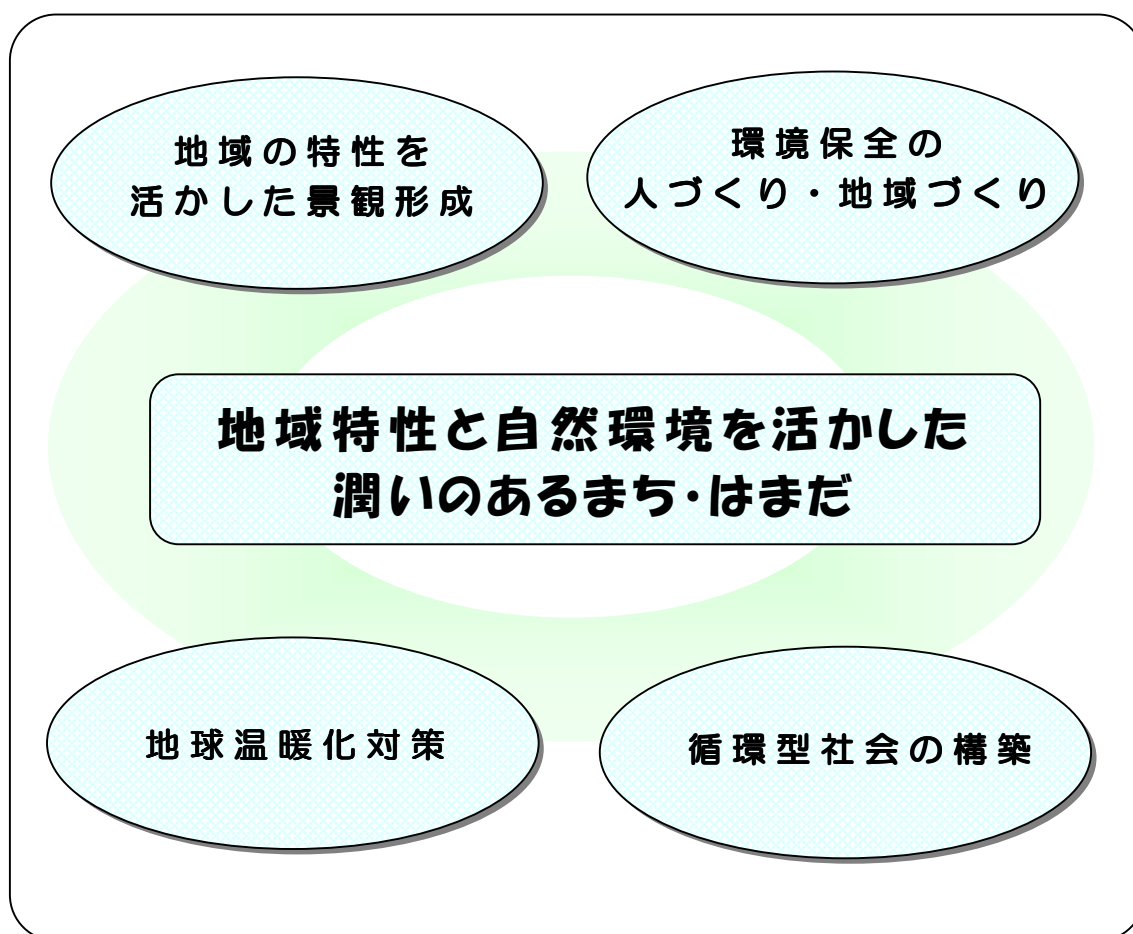 地域の特性を
活かした景観形成
環境保全の
人づくり・地域づくり
地域特性と自然環境を活かした
潤いのあるまち・はまだ
地球温暖化対策
循環型社会の構築